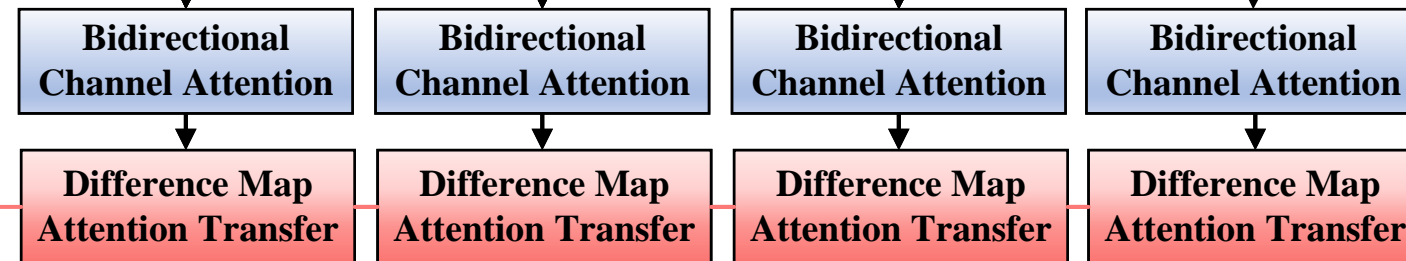 Bidirectional
Channel Attention
Bidirectional
Channel Attention
Bidirectional
Channel Attention
Bidirectional
Channel Attention
Difference Map
Attention Transfer
Difference Map
Attention Transfer
Difference Map
Attention Transfer
Difference Map
Attention Transfer